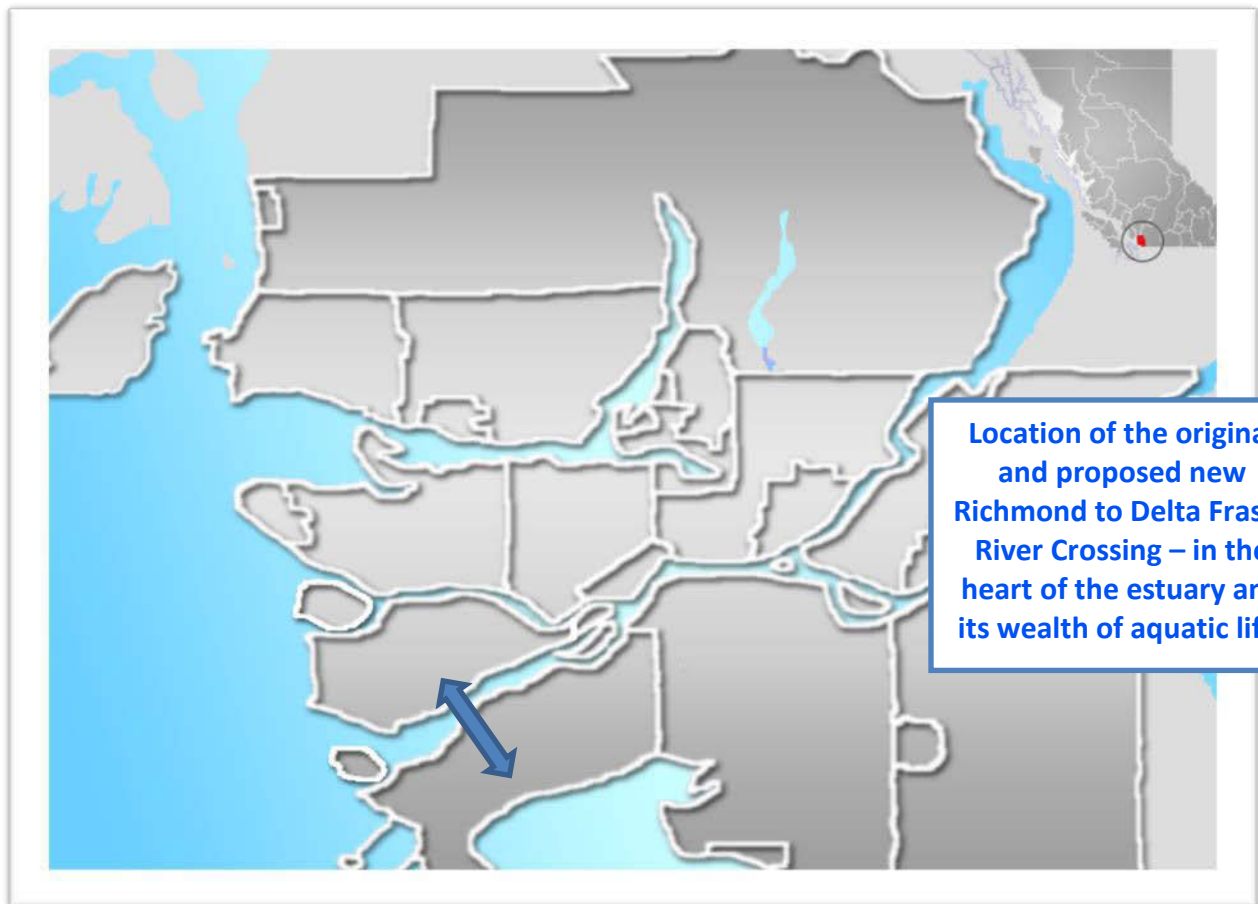 Location of the origina
and proposed new
Richmond to Delta Fras
River Crossing – in the
heart of the estuary an
its wealth of aquatic lif